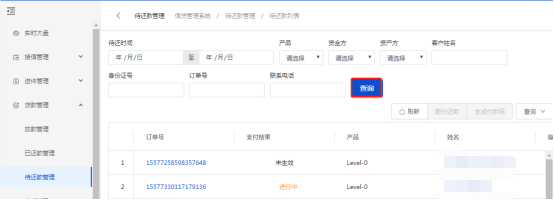 待还款管理 信贷管理系统 / 待还款管理 / 待还款列表
实时大盘
授信管理
进件管理
贷款管理
放款管理
已还款管理
待还款管理
待还时间 产品 资金方 资产方 客户姓名
年 /月/日 至 年 /月/日 请选择 请选择 请选择
身份证号 订单号 联系电话
查询
刷新 部分还款 生成付款码 查询
订单号 支付结果 产品 姓名
1 15577258598357648 未生效 Level-0
2 15577330117179136 进行中 Level-0